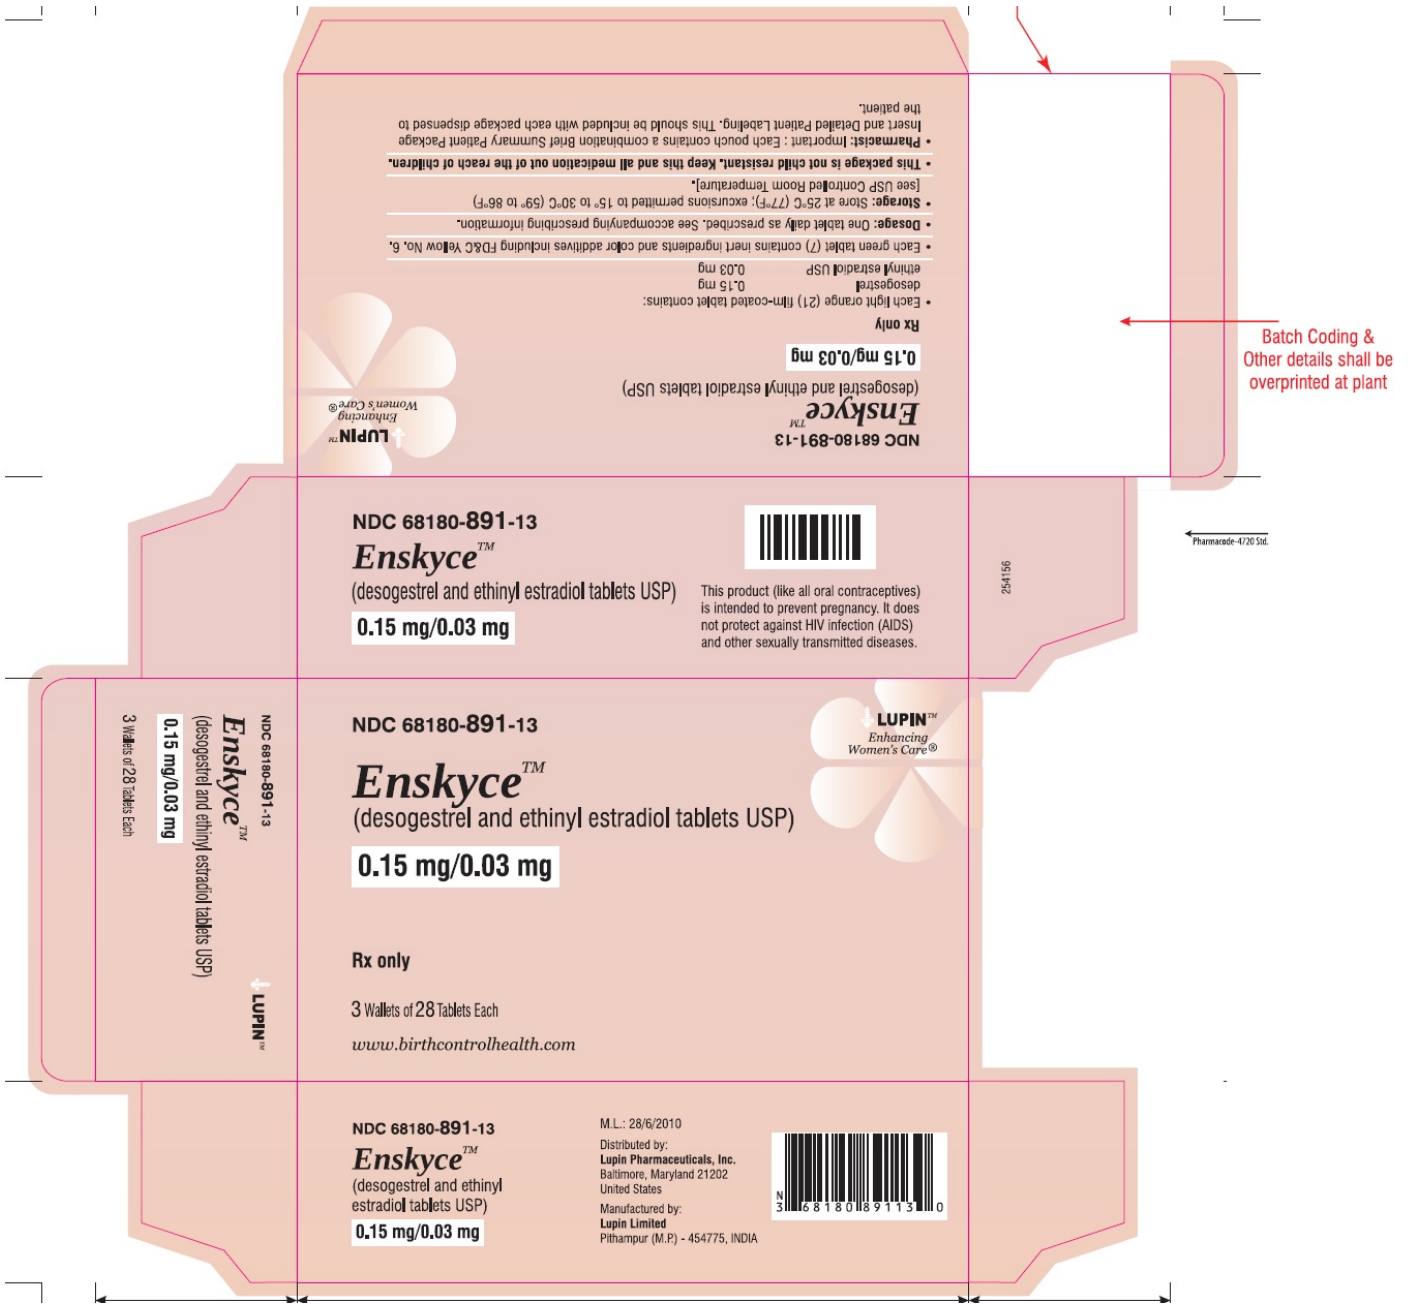 NDC 68180-891-13
Enskyce™
(desogestrel and ethinyl estradiol tablets USP)
0.15 mg/0.03 mg
Rx only
• Each light orange (21) film-coated tablet contains:
desogestrel 0.15 mg
ethinyl estradiol USP 0.03 mg
• Each green tablet (7) contains inert ingredients and color additives including FD&C Yellow No. 6.
• Dosage: One tablet daily as prescribed. See accompanying prescribing information.
• Storage: Store at 25°C (77°F); excursions permitted to 15° to 30°C (59° to 86°F)
[see USP Controlled Room Temperature].
• This package is not child resistant. Keep this and all medication out of the reach of children.
• Pharmacist: Important : Each pouch contains a combination Brief Summary Patient Package
Insert and Detailed Patient Labeling. This should be included with each package dispensed to
the patient.
LUPIN™
Enhancing
Women's Care®
Batch Coding &
Other details shall be
overprinted at plant
NDC 68180-891-13
Enskyce™
(desogestrel and ethinyl estradiol tablets USP)
0.15 mg/0.03 mg
This product (like all oral contraceptives)
is intended to prevent pregnancy. It does
not protect against HIV infection (AIDS)
and other sexually transmitted diseases.
254156
Pharmacode-4720 Std.
NDC 68180-891-13
Enskyce™
(desogestrel and ethinyl estradiol tablets USP)
0.15 mg/0.03 mg
3 Wallets of 28 Tablets Each
LUPIN™
NDC 68180-891-13
Enskyce™
(desogestrel and ethinyl estradiol tablets USP)
0.15 mg/0.03 mg
Rx only
3 Wallets of 28 Tablets Each
www.birthcontrolhealth.com
LUPIN™
Enhancing
Women's Care®
NDC 68180-891-13
Enskyce™
(desogestrel and ethinyl
estradiol tablets USP)
0.15 mg/0.03 mg
M.L.: 28/6/2010
Distributed by:
Lupin Pharmaceuticals, Inc.
Baltimore, Maryland 21202
United States
Manufactured by:
Lupin Limited
Pithampur (M.P.) - 454775, INDIA
N
3 68180 89113 0